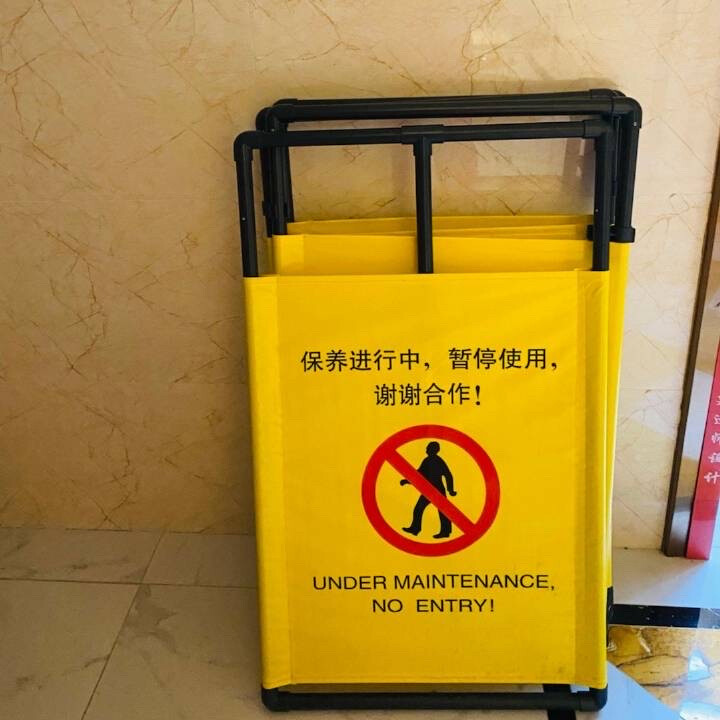 保养进行中，暂停使用，
谢谢合作！
UNDER MAINTENANCE,
NO ENTRY!